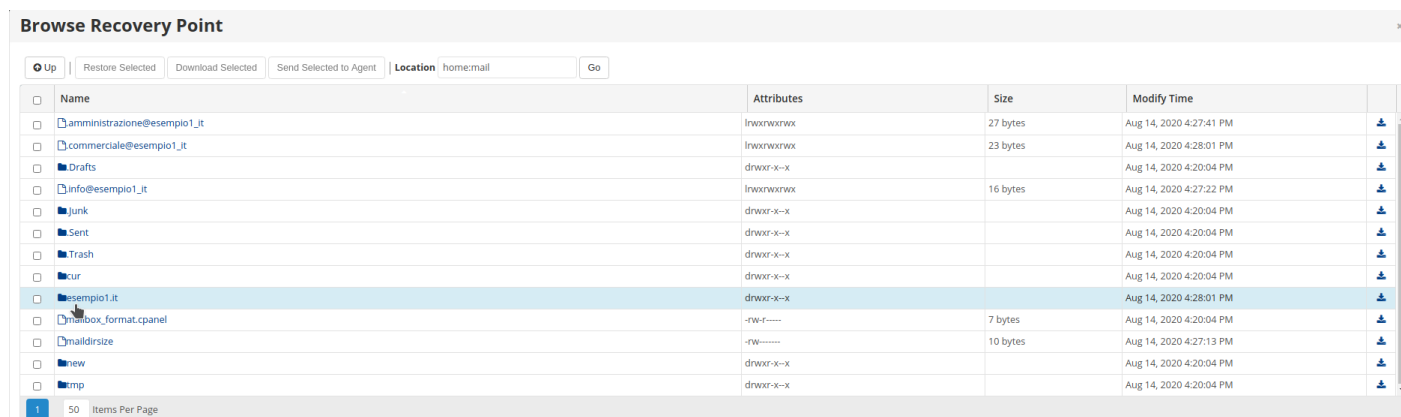 Browse Recovery Point
Up | Restore Selected Download Selected Send Selected to Agent | Location home:mail Go
Name Attributes Size Modify Time
.amministrazione@esempio1_it lrwxrwxrwx 27 bytes Aug 14, 2020 4:27:41 PM
.commerciale@esempio1_it lrwxrwxrwx 23 bytes Aug 14, 2020 4:28:01 PM
.Drafts drwxr-x--x Aug 14, 2020 4:20:04 PM
.info@esempio1_it lrwxrwxrwx 16 bytes Aug 14, 2020 4:27:22 PM
.Junk drwxr-x--x Aug 14, 2020 4:20:04 PM
.Sent drwxr-x--x Aug 14, 2020 4:20:04 PM
.Trash drwxr-x--x Aug 14, 2020 4:20:04 PM
cur drwxr-x--x Aug 14, 2020 4:20:04 PM
esempio1.it drwxr-x--x Aug 14, 2020 4:28:01 PM
mailbox_format.cpanel -rw-r----- 7 bytes Aug 14, 2020 4:20:04 PM
maildirsize -rw------- 10 bytes Aug 14, 2020 4:27:13 PM
new drwxr-x--x Aug 14, 2020 4:20:04 PM
tmp drwxr-x--x Aug 14, 2020 4:20:04 PM
1 50 Items Per Page